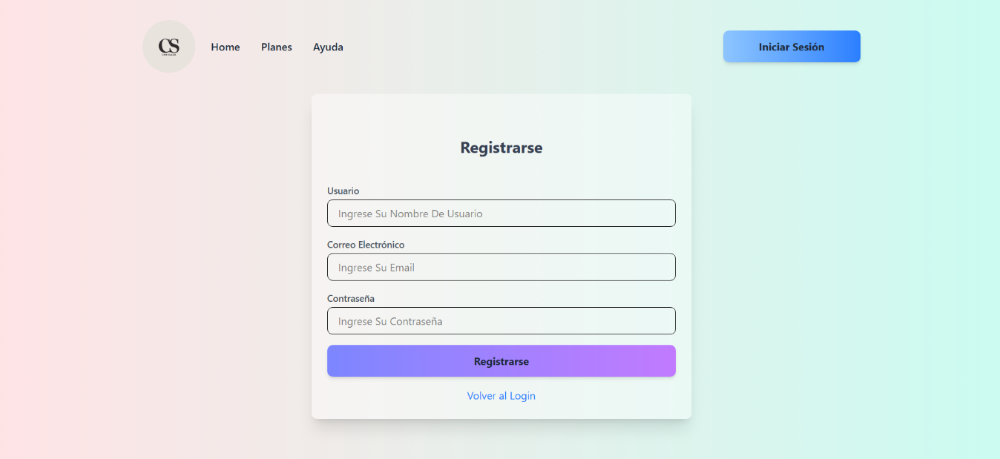 CS
Home
Planes
Ayuda
Iniciar Sesión
Registrarse
Usuario
Ingrese Su Nombre De Usuario
Correo Electrónico
Ingrese Su Email
Contraseña
Ingrese Su Contraseña
Registrarse
Volver al Login